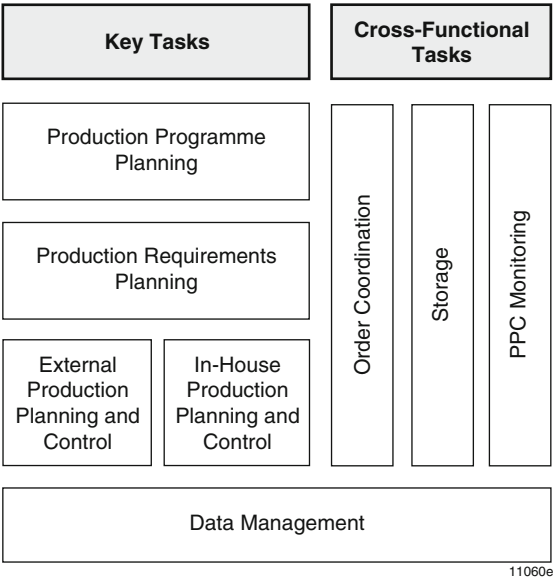 Key Tasks
Cross-Functional
Tasks
Production Programme
Planning
Production Requirements
Planning
External
Production
Planning and
Control
In-House
Production
Planning and
Control
Order Coordination
Storage
PPC Monitoring
Data Management
11060e